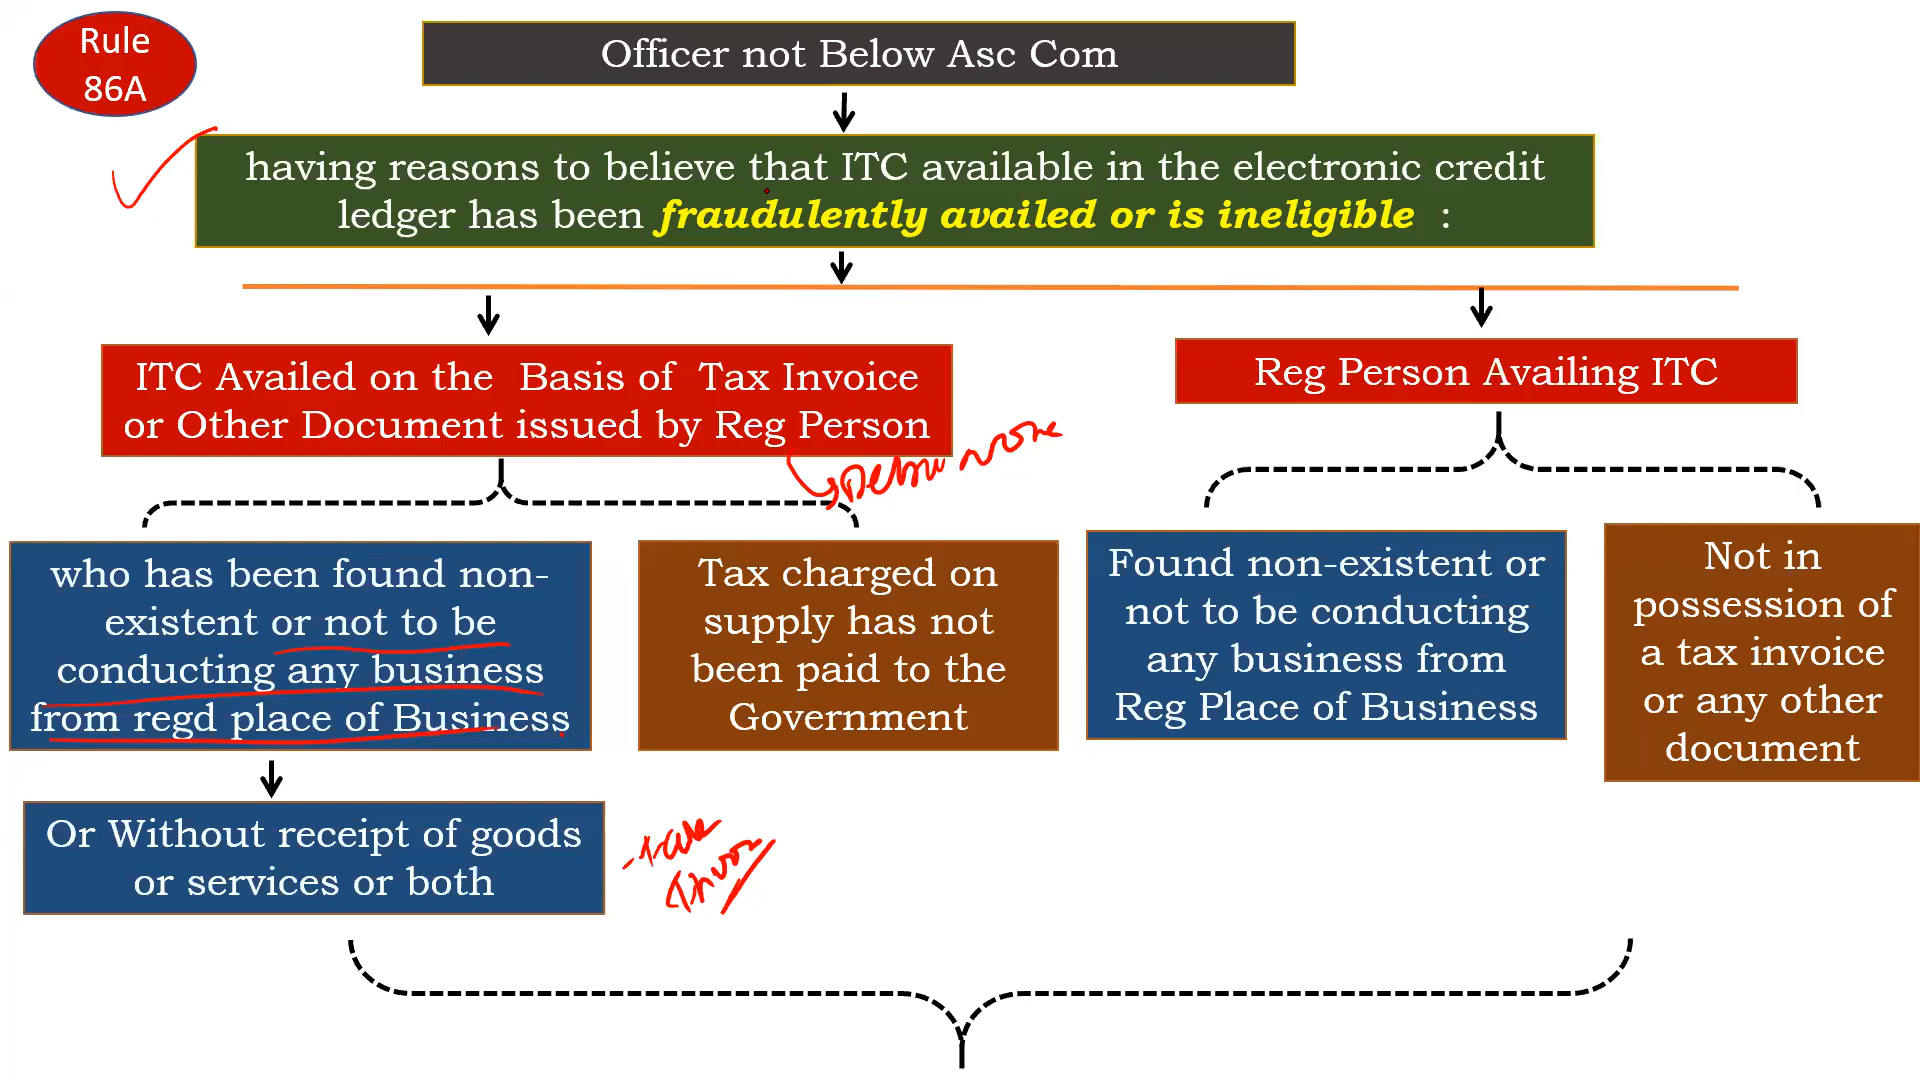 Rule
86A
Officer not Below Asc Com
having reasons to believe that ITC available in the electronic credit
ledger has been fraudulently availed or is ineligible :
ITC Availed on the Basis of Tax Invoice
or Other Document issued by Reg Person
Reg Person Availing ITC
who has been found non-
existent or not to be
conducting any business
from regd place of Business
Tax charged on
supply has not
been paid to the
Government
Found non-existent or
not to be conducting
any business from
Reg Place of Business
Not in
possession of
a tax invoice
or any other
document
Or Without receipt of goods
or services or both